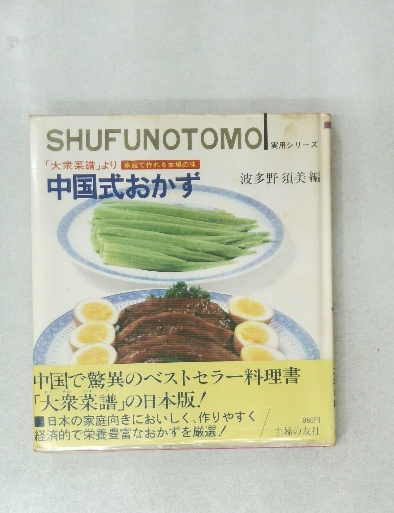 SHUFUNOTOMO 実用シリーズ
「大衆菜譜」より 家庭で作れる本場の味
中国式おかず
波多野須美編
中国で驚異のベストセラー料理書
「大衆菜譜」の日本版!
日本の家庭向きにおいしく、作りやすく
経済的で栄養豊富なおかずを厳選!
880円
主婦の友社